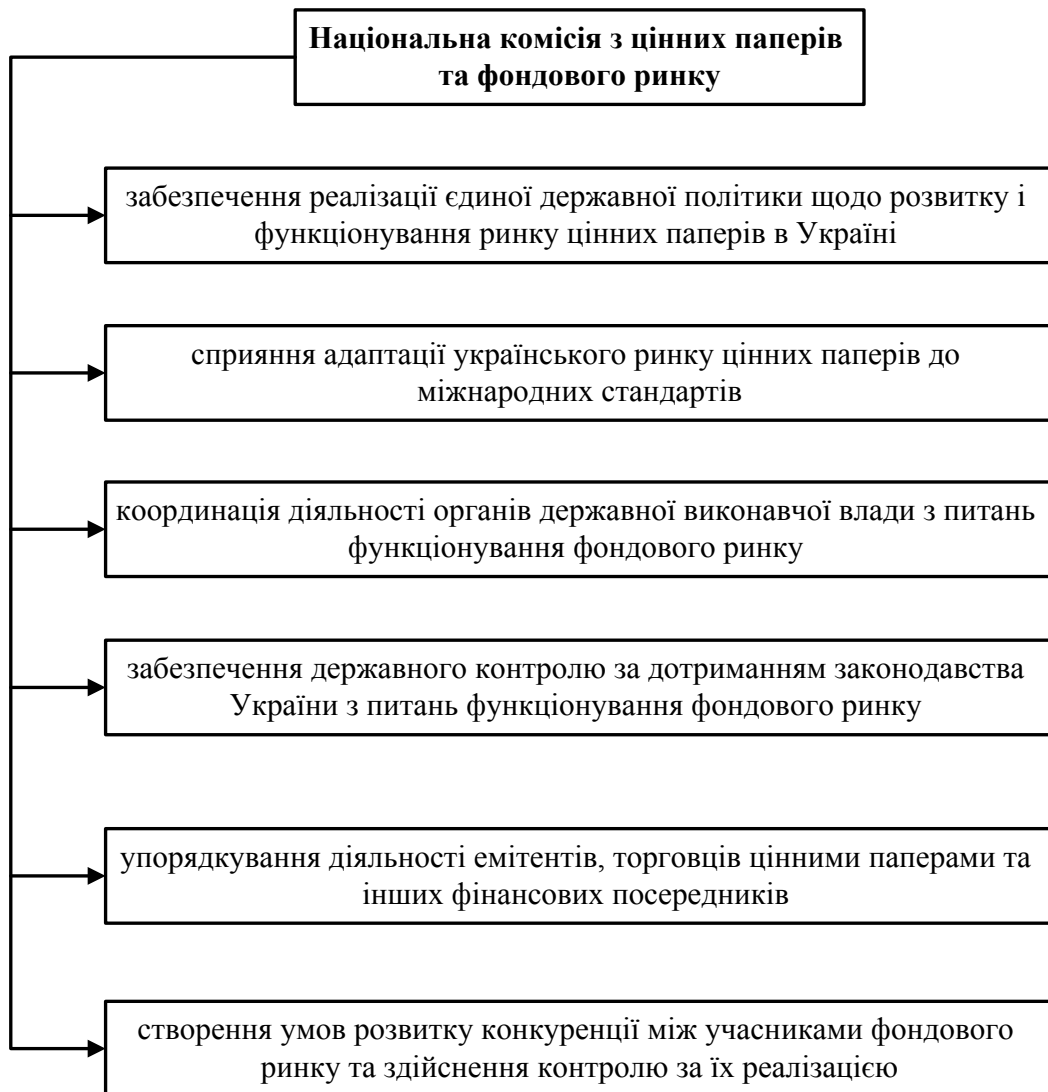 Національна комісія з цінних паперів
та фондового ринку
забезпечення реалізації єдиної державної політики щодо розвитку і
функціонування ринку цінних паперів в Україні
сприяння адаптації українського ринку цінних паперів до
міжнародних стандартів
координація діяльності органів державної виконавчої влади з питань
функціонування фондового ринку
забезпечення державного контролю за дотриманням законодавства
України з питань функціонування фондового ринку
упорядкування діяльності емітентів, торговців цінними паперами та
інших фінансових посередників
створення умов розвитку конкуренції між учасниками фондового
ринку та здійснення контролю за їх реалізацією